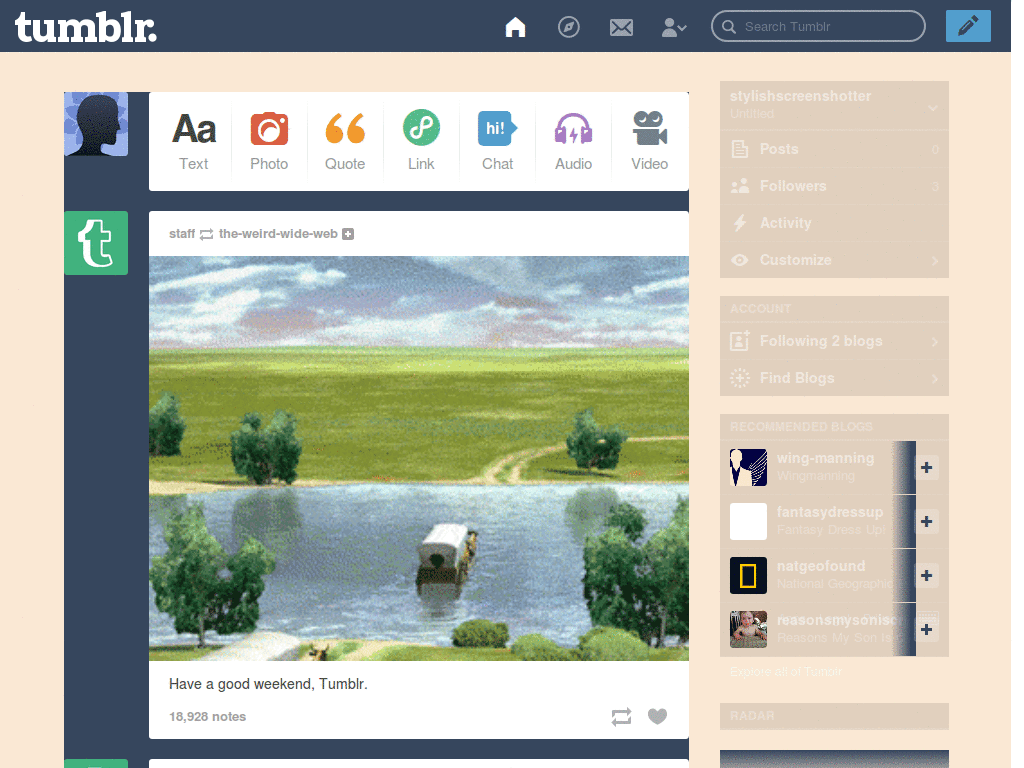 tumblr.
Search Tumblr
Aa
hi!
Text
Photo
Quote
Link
Chat
Audio
Video
t
staff the-weird-wide-web
Have a good weekend, Tumblr.
18,928 notes
stylishscreenshotter
Untitled
Posts 0
Followers 3
Activity
Customize
ACCOUNT
Following 2 blogs
Find Blogs
RECOMMENDED BLOGS
wing-manning
Wingmanning
fantasydressup
Fantasy Dress Up!
natgeofound
National Geographic
reasonsmysonisc
Reasons My Son Is
Explore all of Tumblr
RADAR